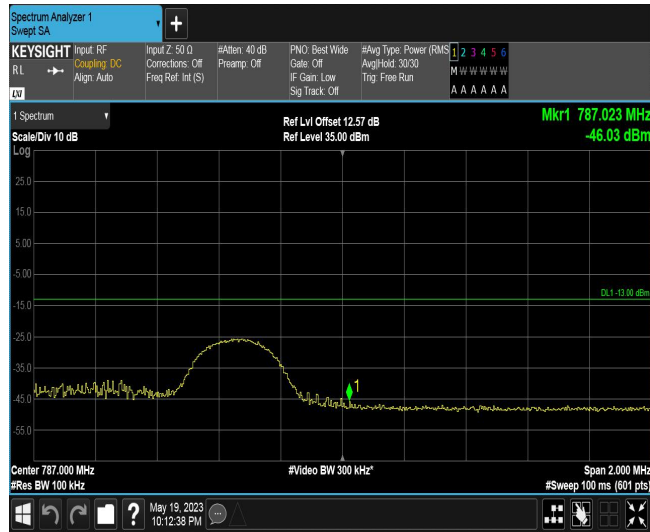 Spectrum Analyzer 1
Swept SA
KEYSIGHT
RL
LXI
Input: RF
Coupling: DC
Align: Auto
Input Z: 50 Ω
Corrections: Off
Freq Ref: Int (S)
#Atten: 40 dB
Preamp: Off
PNO: Best Wide
Gate: Off
IF Gain: Low
Sig Track: Off
#Avg Type: Power (RMS
Avg|Hold: 30/30
Trig: Free Run
1 2 3 4 5 6
M W W W W W
A A A A A A
1 Spectrum
Scale/Div 10 dB
Ref Lvl Offset 12.57 dB
Ref Level 35.00 dBm
Mkr1 787.023 MHz
-46.03 dBm
Log
25.0
15.0
5.00
-5.00
DL1 -13.00 dBm
-15.0
-25.0
-35.0
1
-45.0
-55.0
Center 787.000 MHz
#Video BW 300 kHz*
Span 2.000 MHz
#Res BW 100 kHz
#Sweep 100 ms (601 pts)
?
May 19, 2023
10:12:38 PM